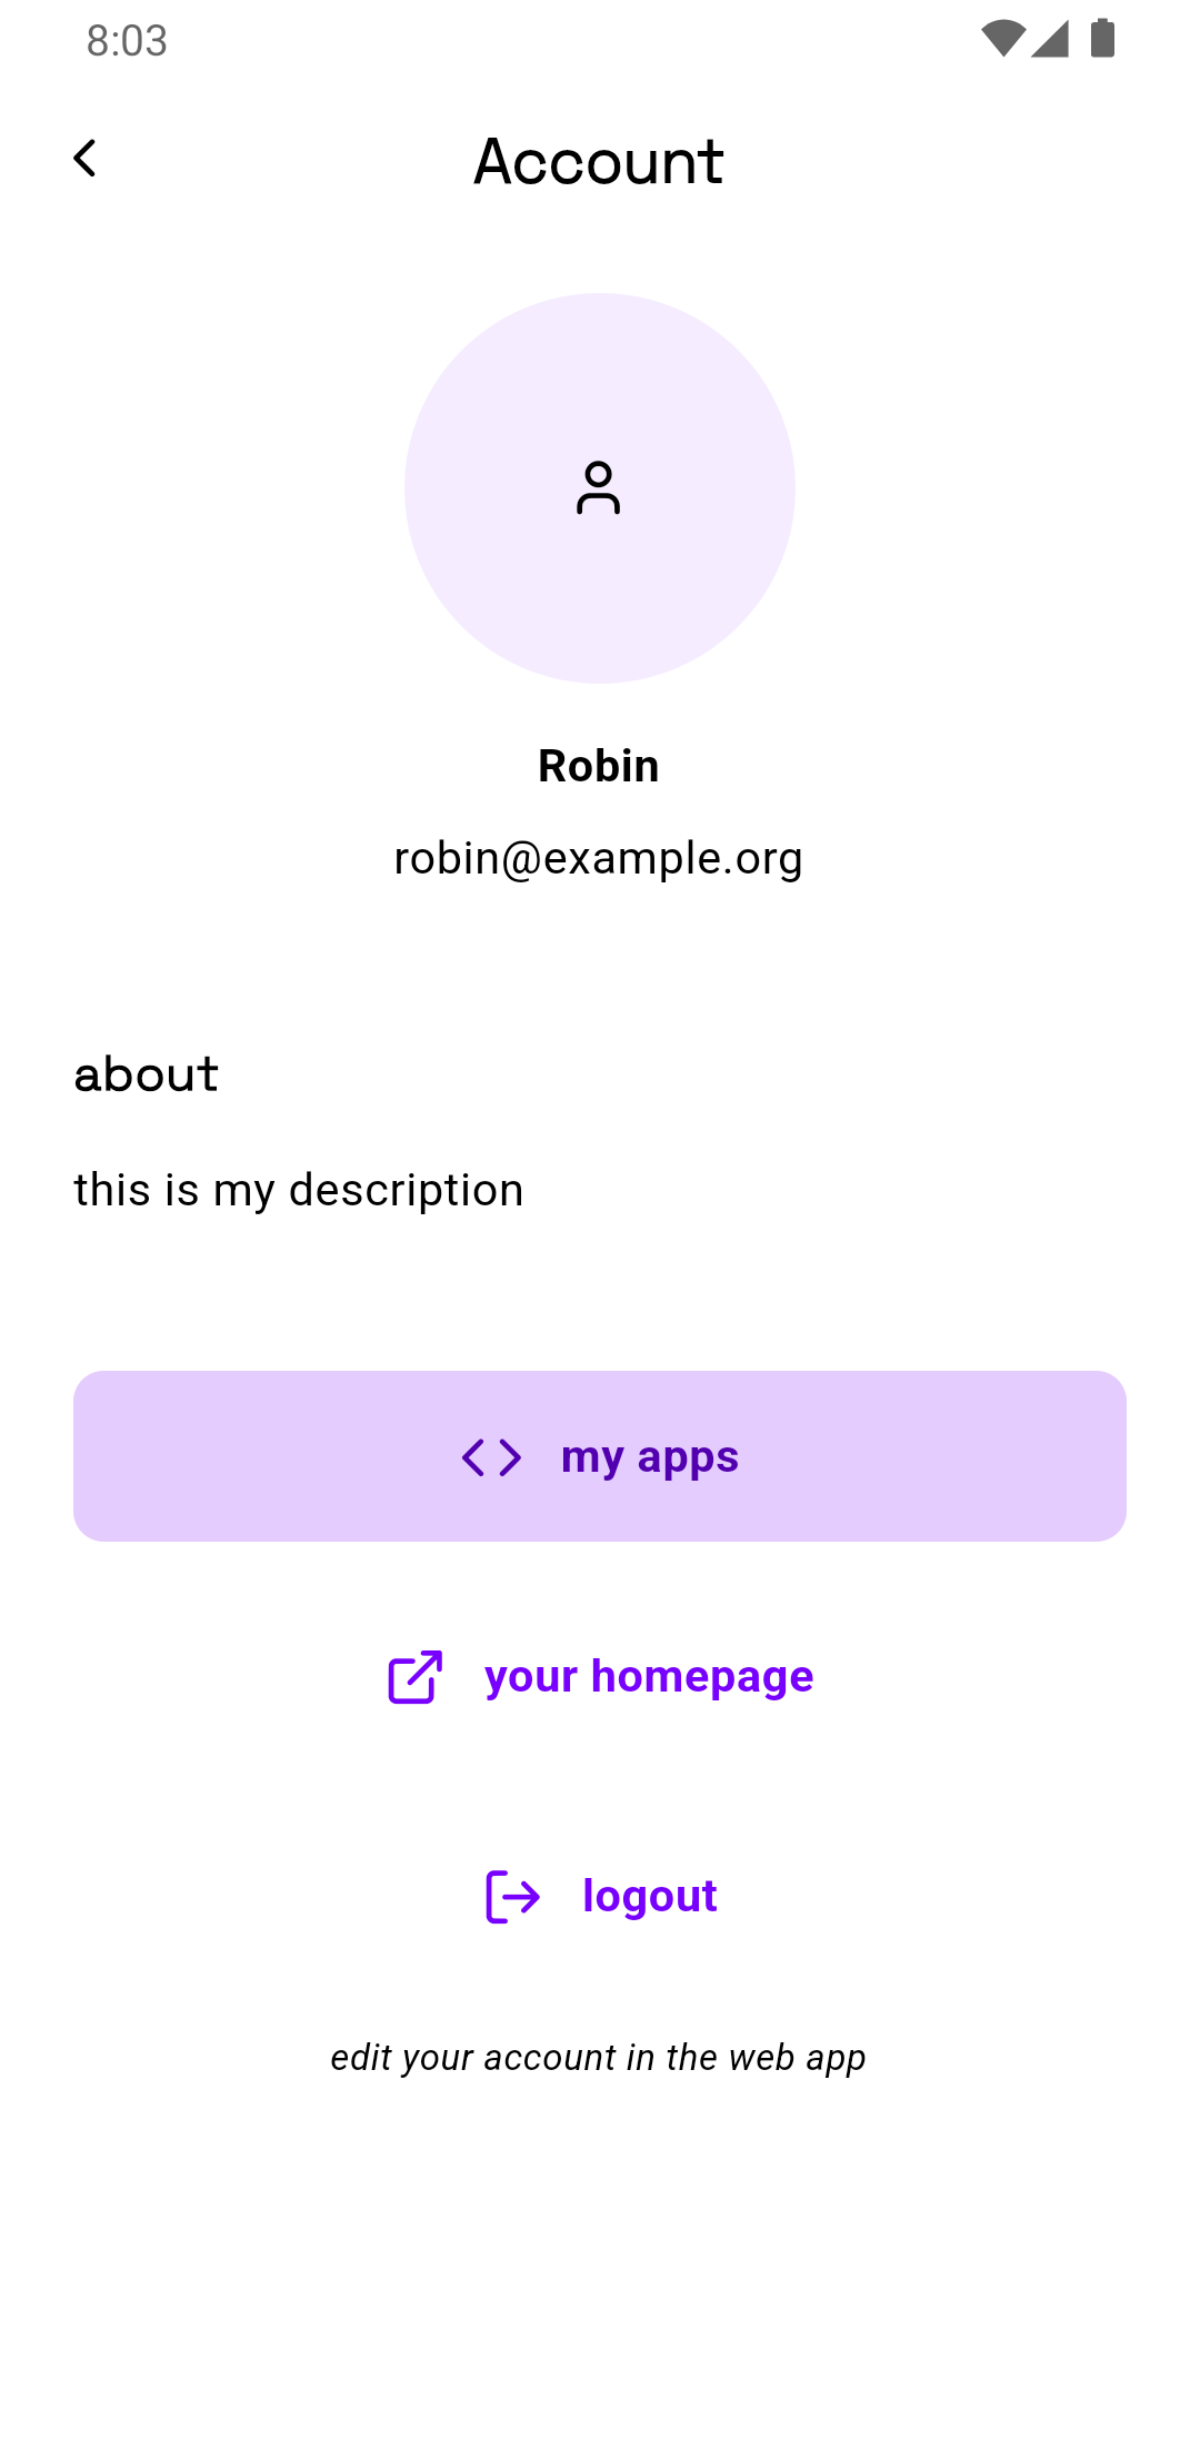 8:03
Account
Robin
robin@example.org
about
this is my description
my apps
your homepage
logout
edit your account in the web app